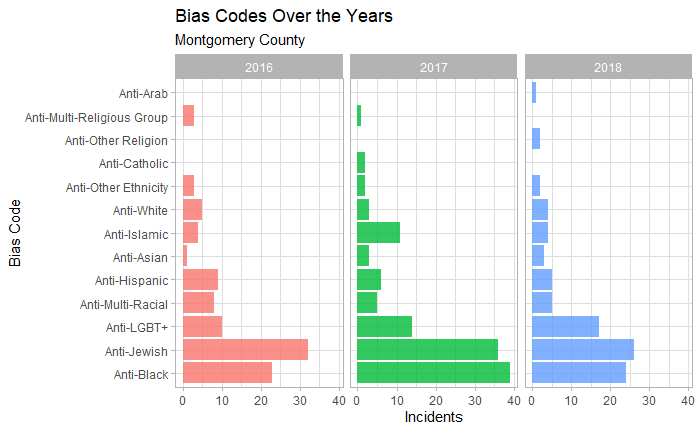 Bias Codes Over the Years
Montgomery County
2016 2017 2018
Anti-Arab
Anti-Multi-Religious Group
Anti-Other Religion
Anti-Catholic
Anti-Other Ethnicity
Anti-White
Anti-Islamic
Anti-Asian
Anti-Hispanic
Anti-Multi-Racial
Anti-LGBT+
Anti-Jewish
Anti-Black
Bias Code
0 10 20 30 40 0 10 20 30 40 0 10 20 30 40
Incidents